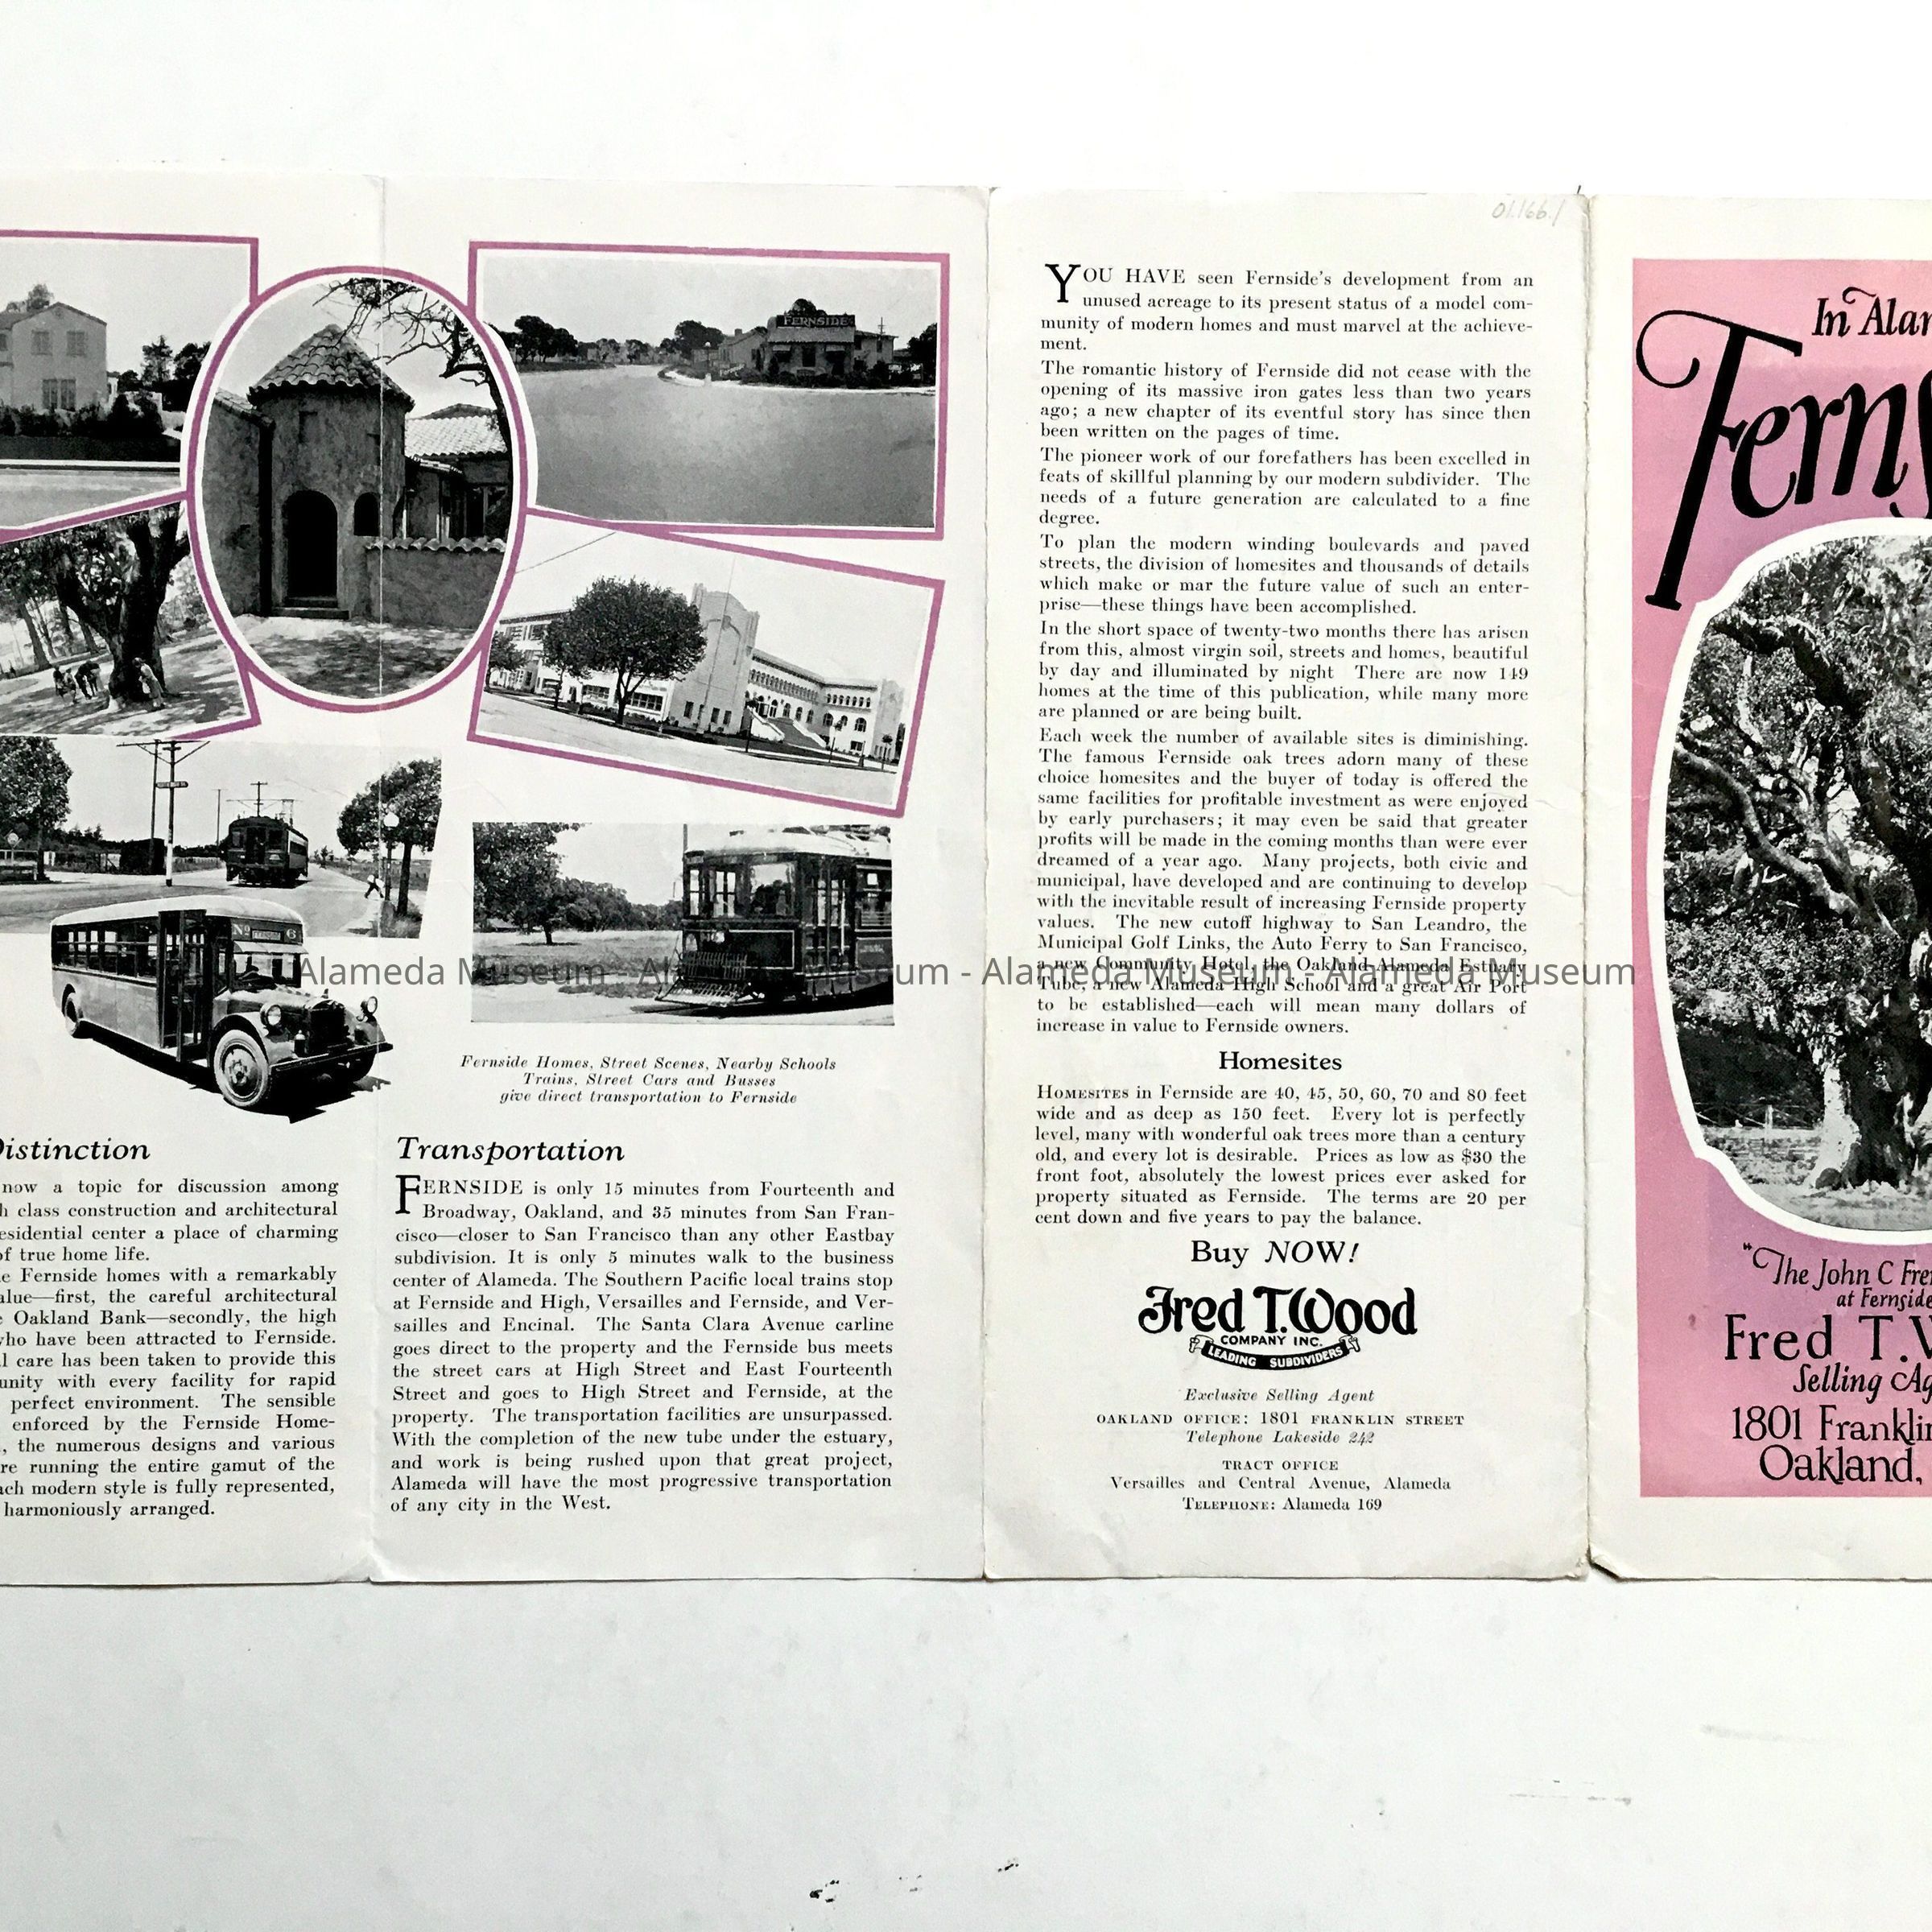 FERNSIDE
No 6
Fernside Homes, Street Scenes, Nearby Schools
Trains, Street Cars and Busses
give direct transportation to Fernside
Distinction
now a topic for discussion among
h class construction and architectural
esidential center a place of charming
of true home life.
e Fernside homes with a remarkably
alue—first, the careful architectural
Oakland Bank—secondly, the high
who have been attracted to Fernside.
l care has been taken to provide this
unity with every facility for rapid
perfect environment. The sensible
enforced by the Fernside Home-
, the numerous designs and various
re running the entire gamut of the
ach modern style is fully represented,
harmoniously arranged.
Transportation
FERNSIDE is only 15 minutes from Fourteenth and
Broadway, Oakland, and 35 minutes from San Fran-
cisco—closer to San Francisco than any other Eastbay
subdivision. It is only 5 minutes walk to the business
center of Alameda. The Southern Pacific local trains stop
at Fernside and High, Versailles and Fernside, and Ver-
sailles and Encinal. The Santa Clara Avenue carline
goes direct to the property and the Fernside bus meets
the street cars at High Street and East Fourteenth
Street and goes to High Street and Fernside, at the
property. The transportation facilities are unsurpassed.
With the completion of the new tube under the estuary,
and work is being rushed upon that great project,
Alameda will have the most progressive transportation
of any city in the West.
01.166.1
YOU HAVE seen Fernside's development from an
unused acreage to its present status of a model com-
munity of modern homes and must marvel at the achieve-
ment.
The romantic history of Fernside did not cease with the
opening of its massive iron gates less than two years
ago; a new chapter of its eventful story has since then
been written on the pages of time.
The pioneer work of our forefathers has been excelled in
feats of skillful planning by our modern subdivider. The
needs of a future generation are calculated to a fine
degree.
To plan the modern winding boulevards and paved
streets, the division of homesites and thousands of details
which make or mar the future value of such an enter-
prise—these things have been accomplished.
In the short space of twenty-two months there has arisen
from this, almost virgin soil, streets and homes, beautiful
by day and illuminated by night There are now 149
homes at the time of this publication, while many more
are planned or are being built.
Each week the number of available sites is diminishing.
The famous Fernside oak trees adorn many of these
choice homesites and the buyer of today is offered the
same facilities for profitable investment as were enjoyed
by early purchasers; it may even be said that greater
profits will be made in the coming months than were ever
dreamed of a year ago. Many projects, both civic and
municipal, have developed and are continuing to develop
with the inevitable result of increasing Fernside property
values. The new cutoff highway to San Leandro, the
Municipal Golf Links, the Auto Ferry to San Francisco,
a new Community Hotel, the Oakland-Alameda Estuary
Tube, a new Alameda High School and a great Air Port
to be established—each will mean many dollars of
increase in value to Fernside owners.
Homesites
HOMESITES in Fernside are 40, 45, 50, 60, 70 and 80 feet
wide and as deep as 150 feet. Every lot is perfectly
level, many with wonderful oak trees more than a century
old, and every lot is desirable. Prices as low as $30 the
front foot, absolutely the lowest prices ever asked for
property situated as Fernside. The terms are 20 per
cent down and five years to pay the balance.
Buy NOW!
Fred T. Wood
COMPANY INC.
LEADING SUBDIVIDERS
Exclusive Selling Agent
OAKLAND OFFICE: 1801 FRANKLIN STREET
Telephone Lakeside 242
TRACT OFFICE
Versailles and Central Avenue, Alameda
TELEPHONE: Alameda 169
In Alam
Ferns
"The John C Frem
at Fernside
Fred T. W
Selling Ag
1801 Franklin
Oakland,
Alameda Museum - Alameda Museum - Alameda Museum - Alameda Museum